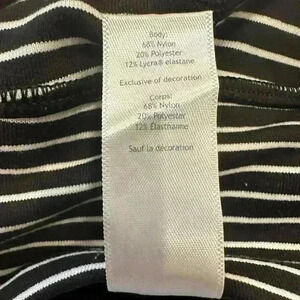 Body:
68% Nylon
20% Polyester
12% Lycra® elastane
Exclusive of decoration
Corps:
68% Nylon
20% Polyester
12% Élasthanne
Sauf la décoration